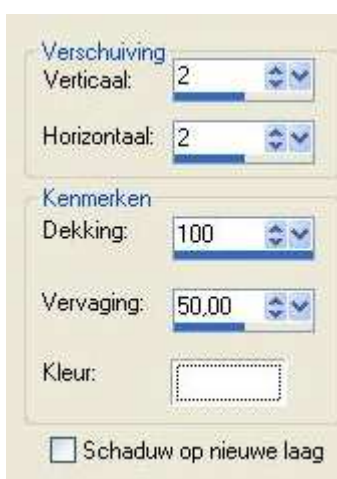 Verschuiving
Verticaal: 2
Horizontaal: 2
Kenmerken
Dekking: 100
Vervaging: 50,00
Kleur:
Schaduw op nieuwe laag